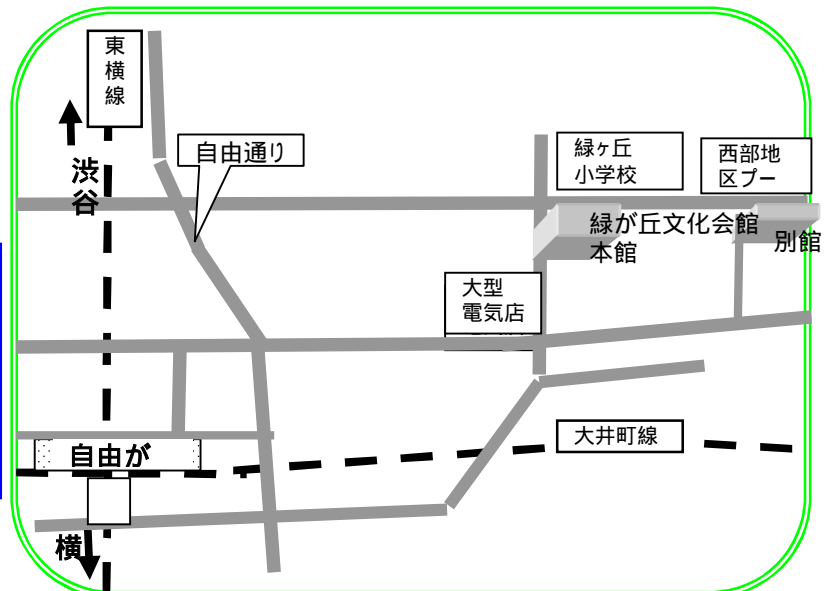 東横線
渋谷
自由通り
緑ヶ丘
小学校
西部地
区プー
緑が丘文化会館
本館
別館
大型
電気店
自由が
大井町線
横